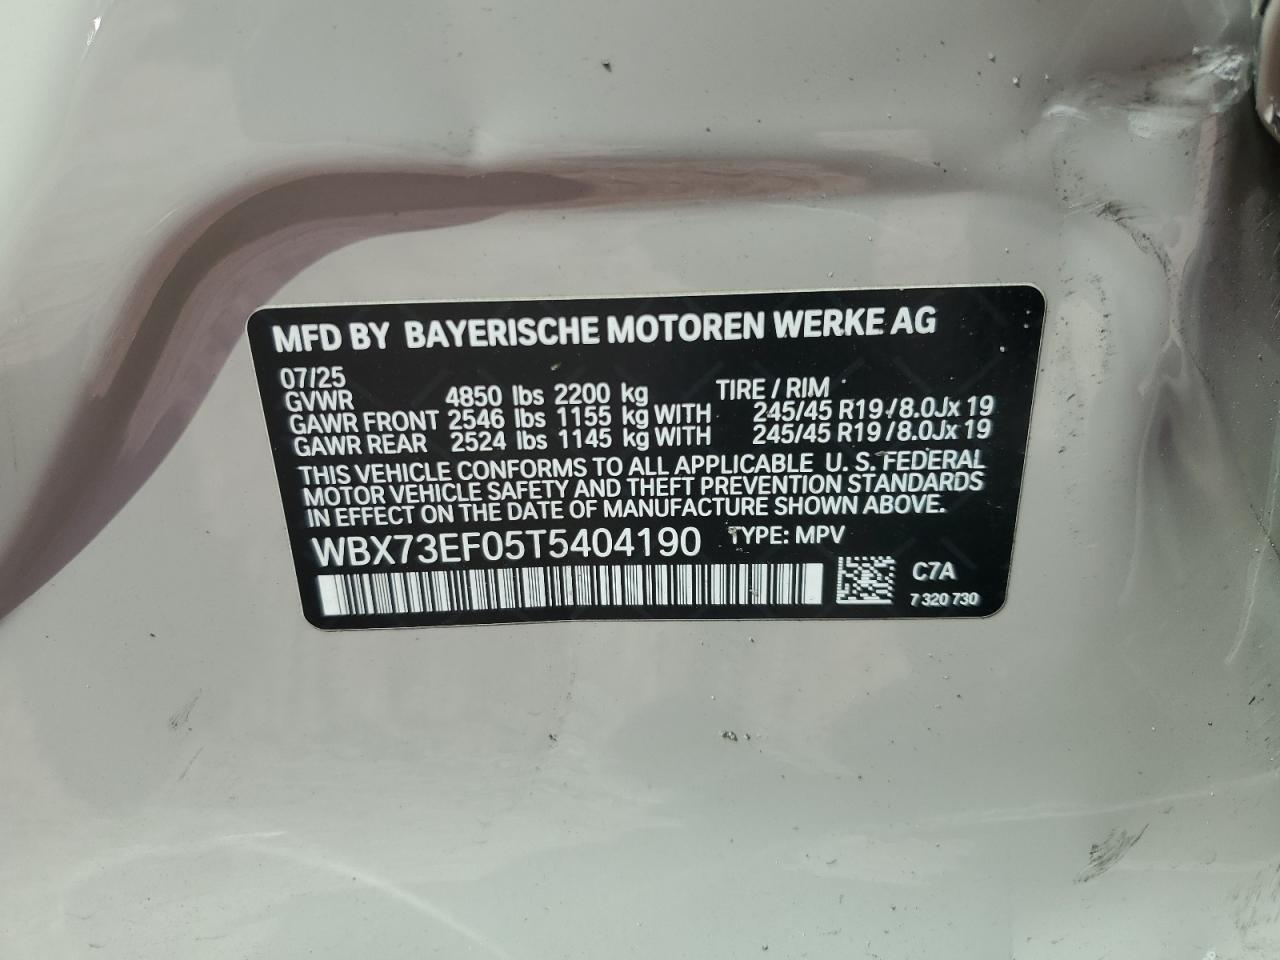 MFD BY BAYERISCHE MOTOREN WERKE AG
07/25
GVWR 4850 lbs 2200 kg TIRE / RIM
GAWR FRONT 2546 lbs 1155 kg WITH 245/45 R19 / 8.0Jx 19
GAWR REAR 2524 lbs 1145 kg WITH 245/45 R19 / 8.0Jx 19
THIS VEHICLE CONFORMS TO ALL APPLICABLE U. S. FEDERAL
MOTOR VEHICLE SAFETY AND THEFT PREVENTION STANDARDS
IN EFFECT ON THE DATE OF MANUFACTURE SHOWN ABOVE.
WBX73EF05T5404190 TYPE: MPV
C7A
7 320 730